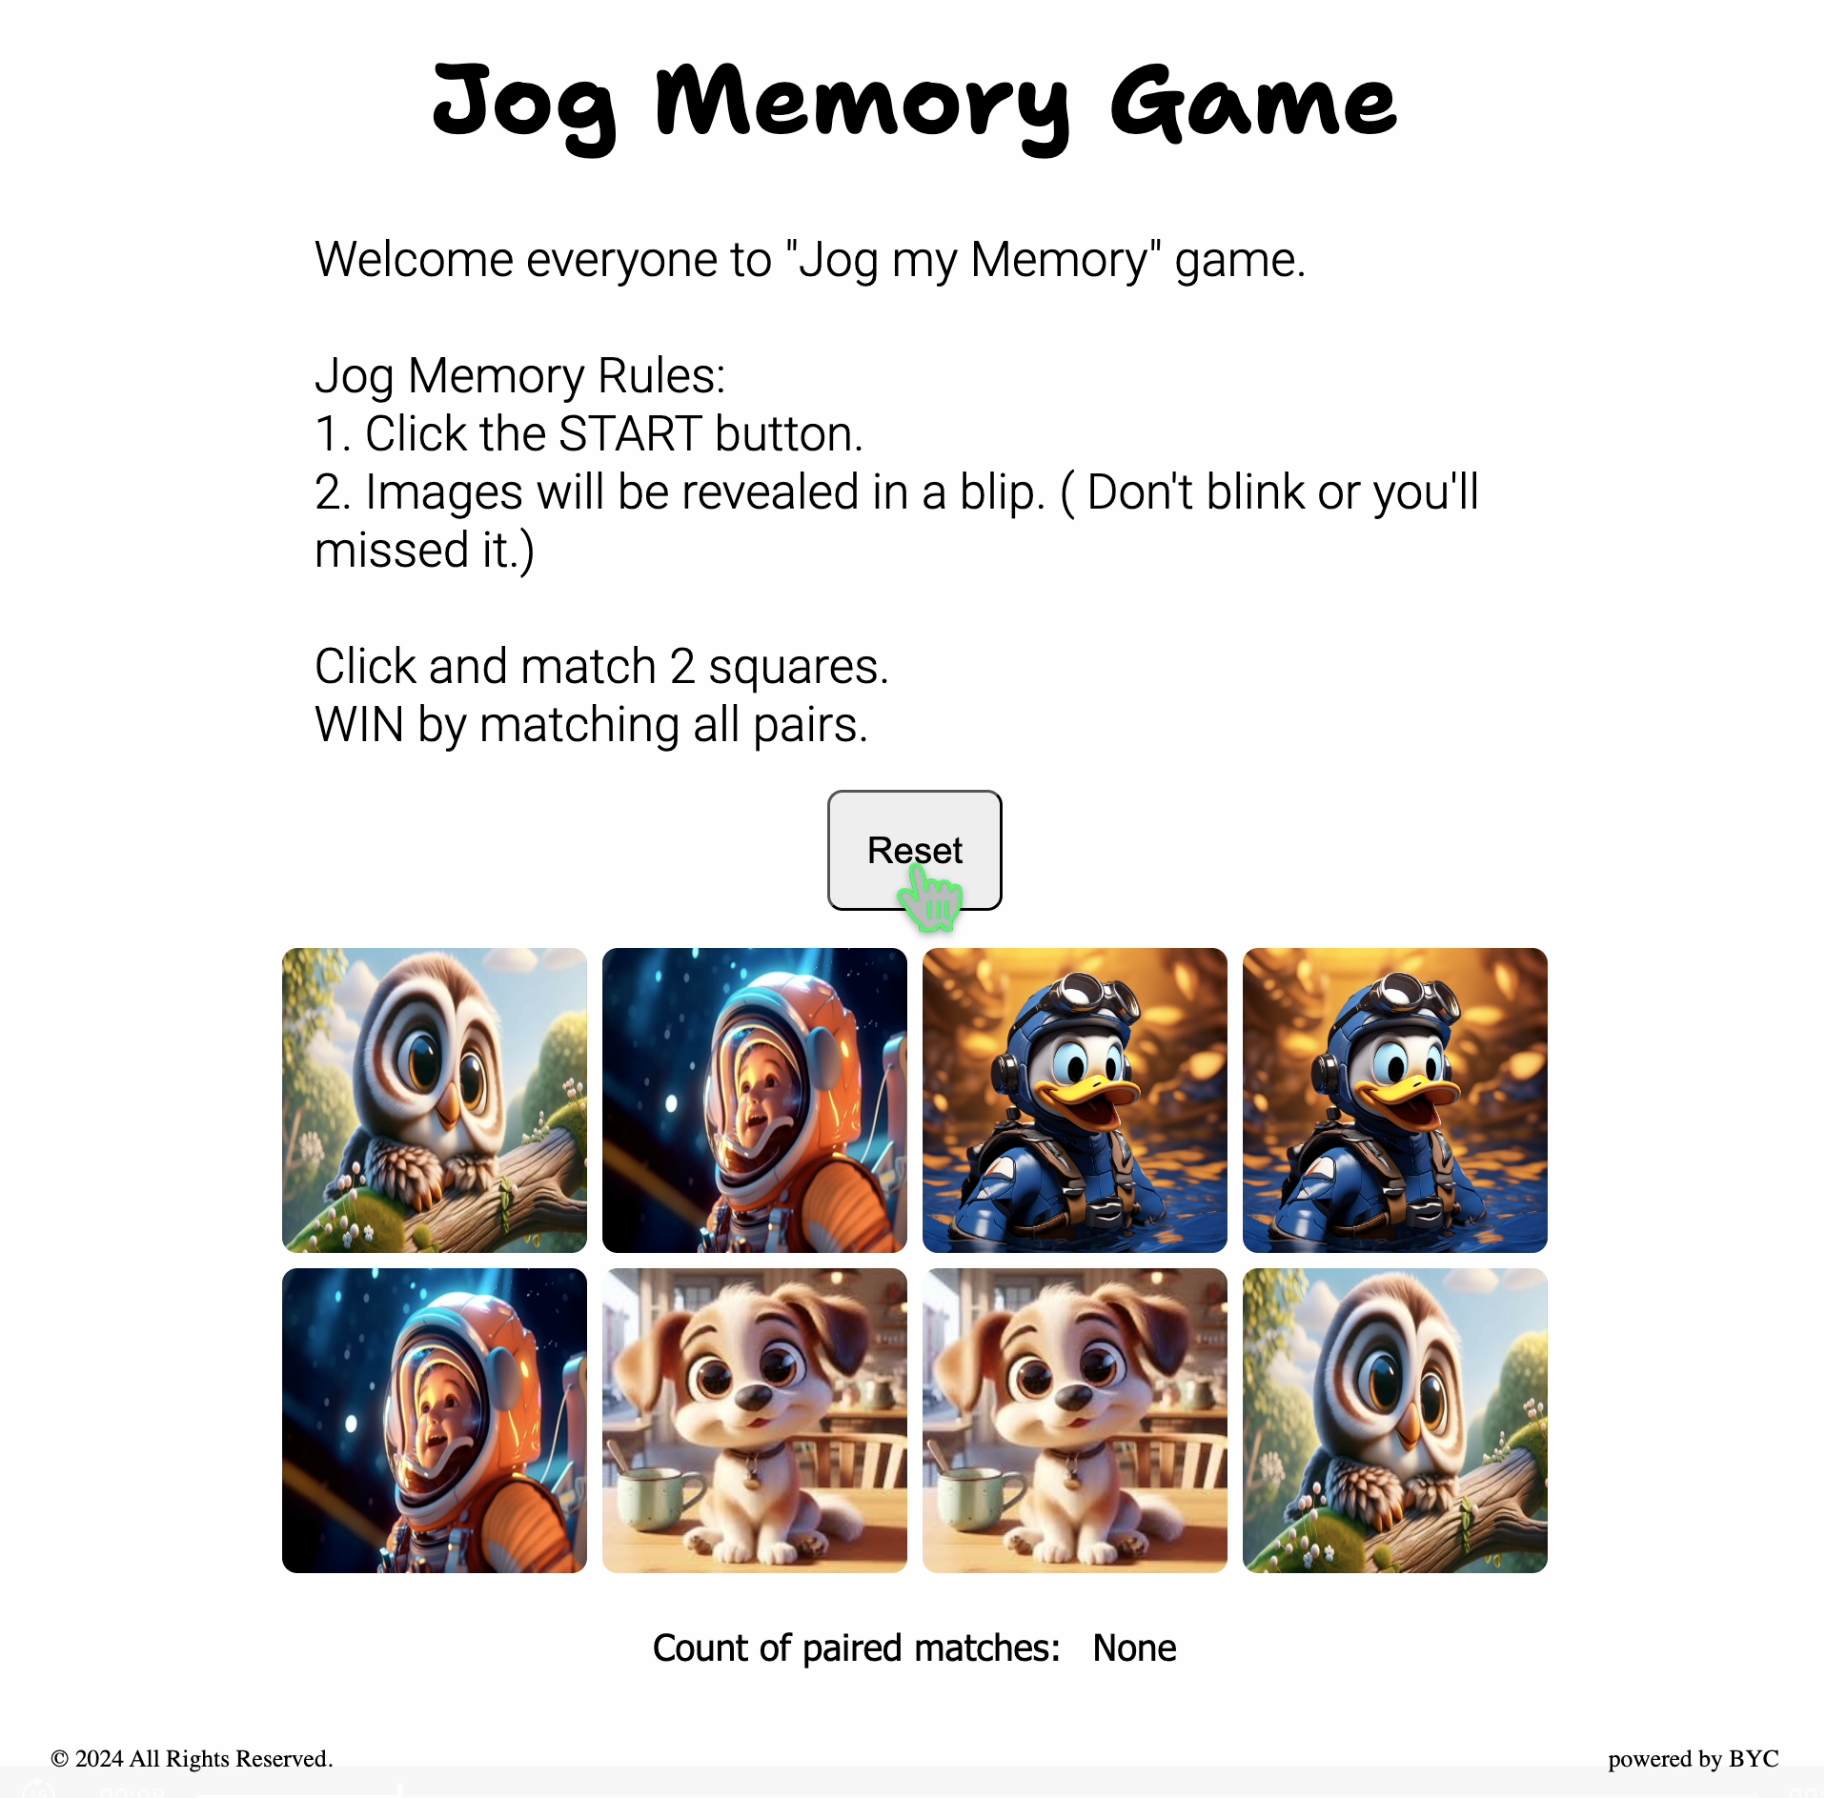 Jog Memory Game
Welcome everyone to "Jog my Memory" game.
Jog Memory Rules:
1. Click the START button.
2. Images will be revealed in a blip. ( Don't blink or you'll
missed it.)
Click and match 2 squares.
WIN by matching all pairs.
Reset
Count of paired matches: None
© 2024 All Rights Reserved.
powered by BYC